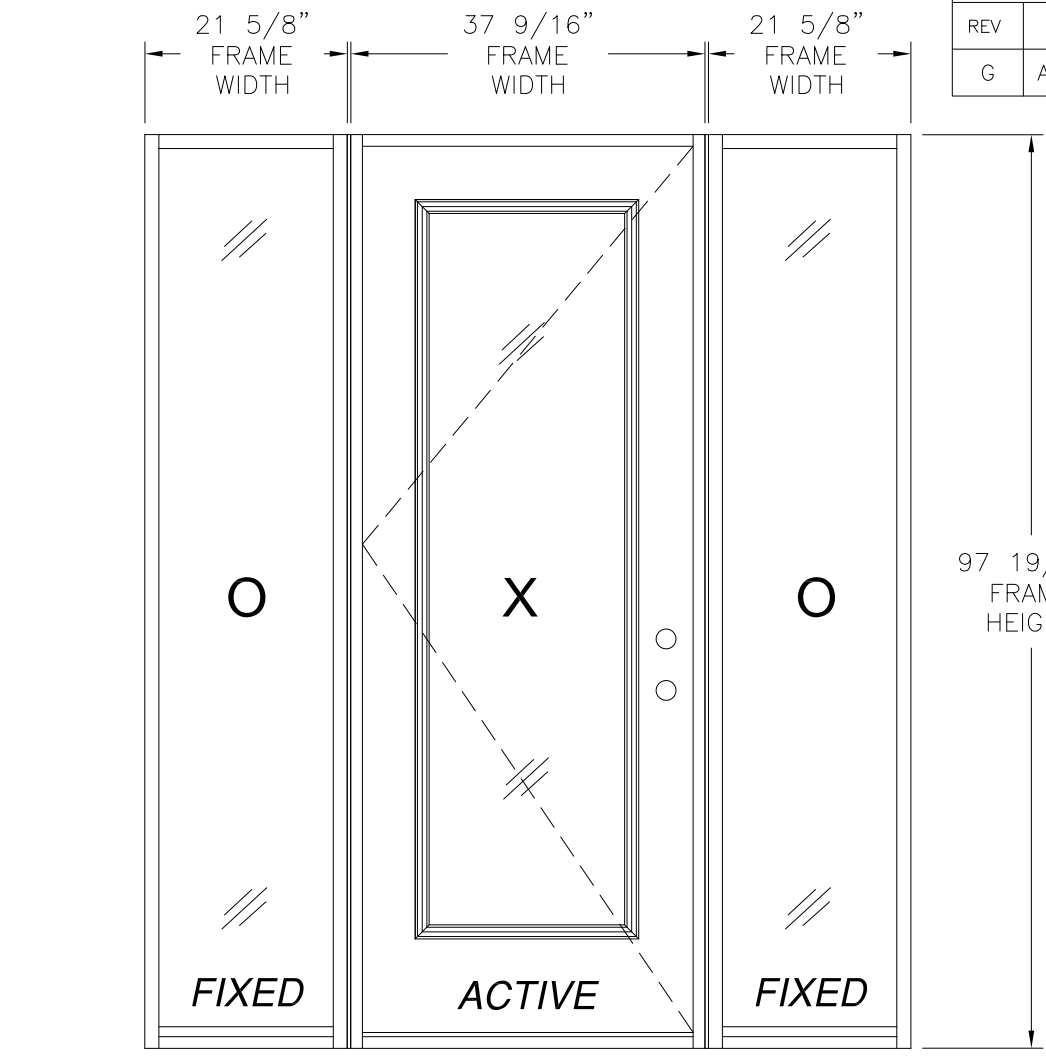 21 5/8”
FRAME
WIDTH
37 9/16”
FRAME
WIDTH
21 5/8”
FRAME
WIDTH
REV
G
O
X
O
97
FIXED
ACTIVE
FIXED